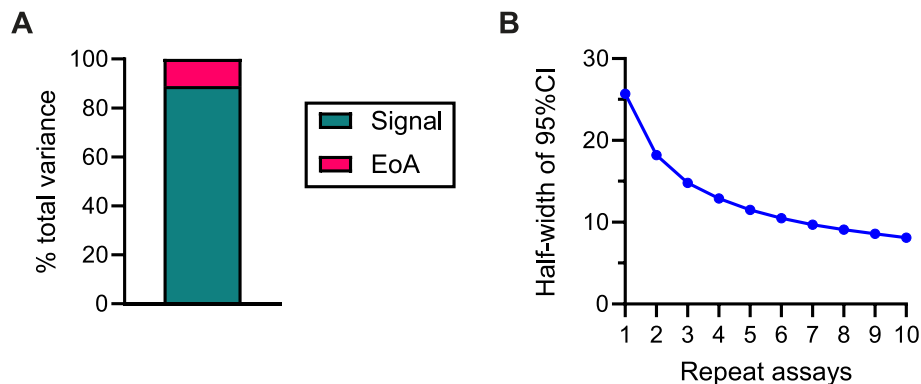 A
% total variance
100
80
60
40
20
0
Signal
EoA
B
Half-width of 95%CI
30
20
10
0
1 2 3 4 5 6 7 8 9 10
Repeat assays